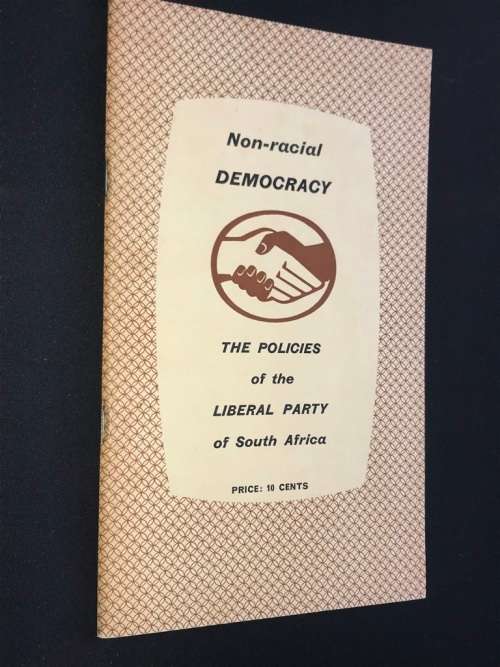 Non-racial
DEMOCRACY
THE POLICIES
of the
LIBERAL PARTY
of South Africa
PRICE: 10 CENTS